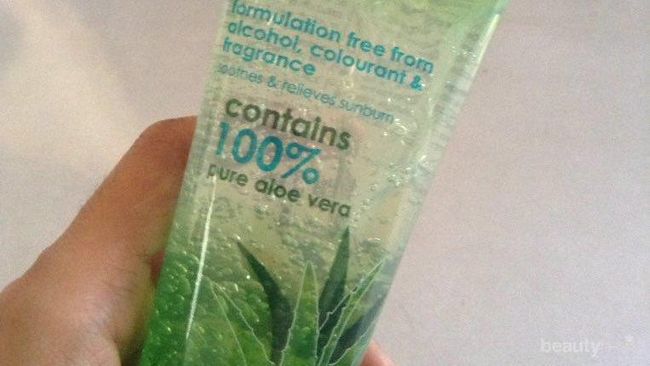 formulation free from
alcohol, colourant &
fragrance
soothes & relieves sunburn
contains
100%
pure aloe vera
beauty